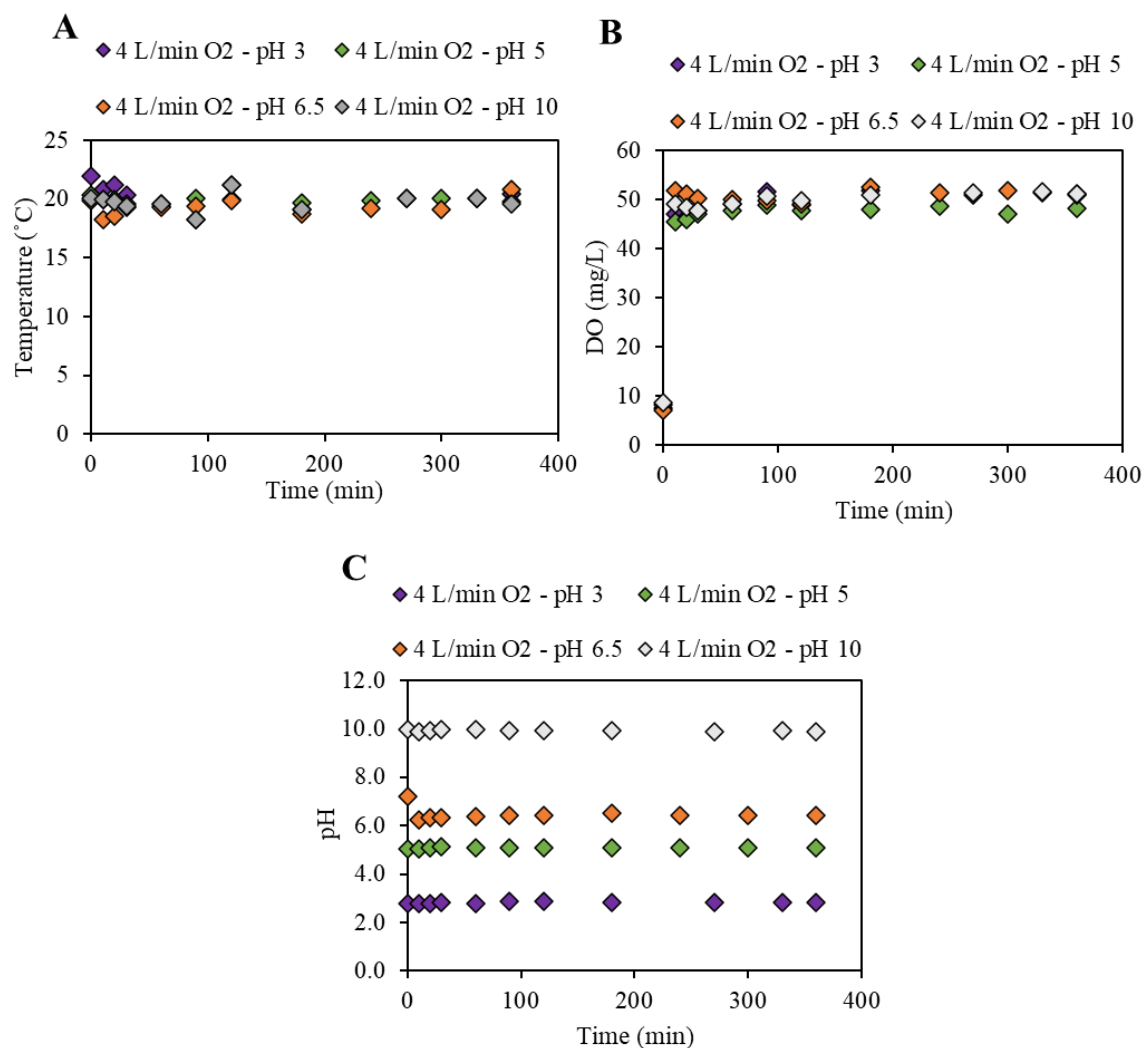 A
4 L/min O2 - pH 3 4 L/min O2 - pH 5
4 L/min O2 - pH 6.5 4 L/min O2 - pH 10
25
20
15
10
5
0
Temperature (˚C)
0 100 200 300 400
Time (min)
B
4 L/min O2 - pH 3 4 L/min O2 - pH 5
4 L/min O2 - pH 6.5 4 L/min O2 - pH 10
60
50
40
30
20
10
0
DO (mg/L)
0 100 200 300 400
Time (min)
C
4 L/min O2 - pH 3 4 L/min O2 - pH 5
4 L/min O2 - pH 6.5 4 L/min O2 - pH 10
12.0
10.0
8.0
6.0
4.0
2.0
0.0
pH
0 100 200 300 400
Time (min)